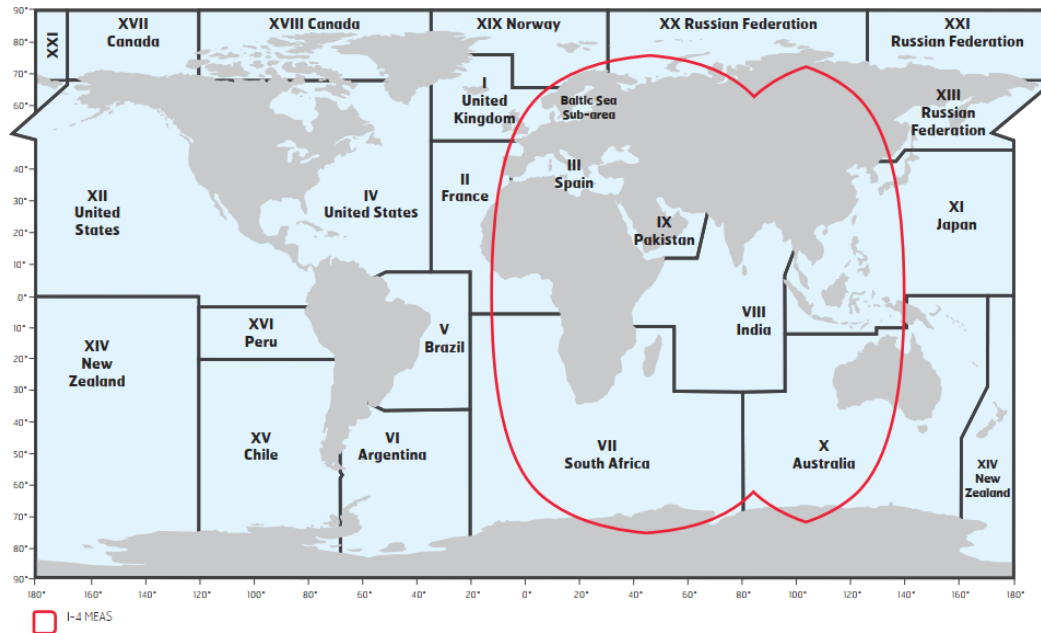 XXI
XVII
Canada
XVIII Canada
XIX Norway
XX Russian Federation
XXI
Russian Federation
I
United
Kingdom
Baltic Sea
Sub-area
XIII
Russian
Federation
XII
United
States
IV
United States
II
France
III
Spain
IX
Pakistan
XI
Japan
XIV
New
Zealand
XVI
Peru
V
Brazil
VIII
India
XV
Chile
VI
Argentina
VII
South Africa
X
Australia
XIV
New
Zealand
90°
80°
70°
60°
50°
40°
30°
20°
10°
0°
10°
20°
30°
40°
50°
60°
70°
80°
90°
180° 160° 140° 120° 100° 80° 60° 40° 20° 0° 20° 40° 60° 80° 100° 120° 140° 160° 180°
I-4 MEAS